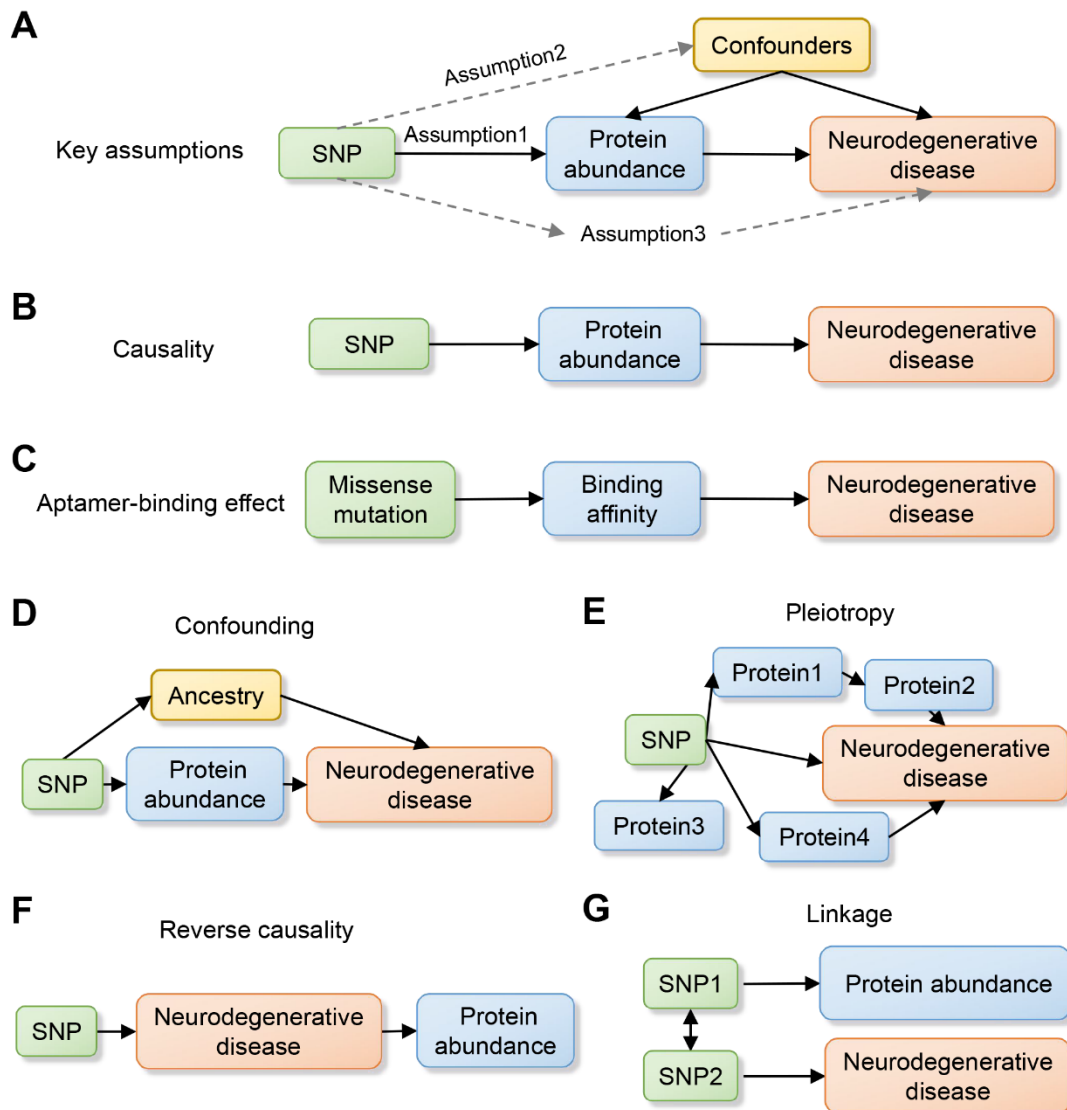 A
Confounders
Assumption2
Key assumptions
SNP
Assumption1
Protein
abundance
Neurodegenerative
disease
Assumption3
B
Causality
SNP
Protein
abundance
Neurodegenerative
disease
C
Aptamer-binding effect
Missense
mutation
Binding
affinity
Neurodegenerative
disease
D
Confounding
Ancestry
SNP
Protein
abundance
Neurodegenerative
disease
E
Pleiotropy
Protein1
Protein2
SNP
Neurodegenerative
disease
Protein3
Protein4
F
Reverse causality
SNP
Neurodegenerative
disease
Protein
abundance
G
Linkage
SNP1
Protein abundance
SNP2
Neurodegenerative
disease